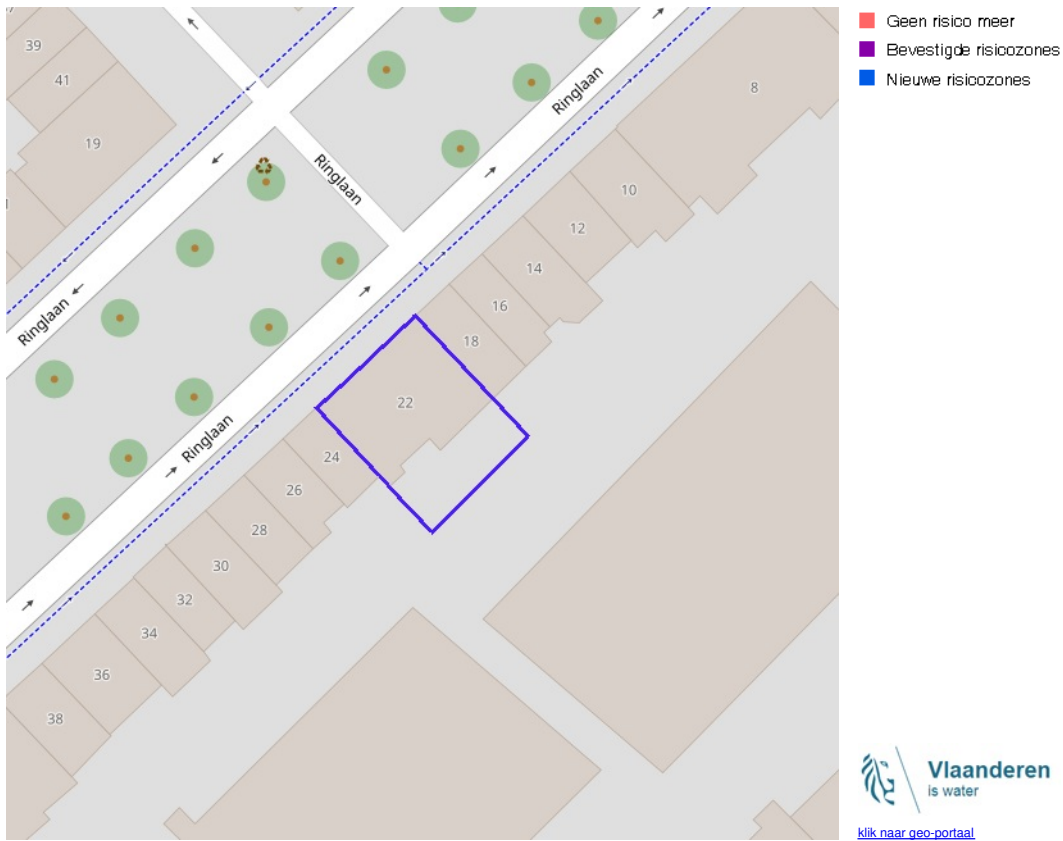 39
41
19
8
10
12
14
16
18
22
24
26
28
30
32
34
36
38
Ringlaan
Ringlaan
Ringlaan
Ringlaan
Geen risico meer
Bevestigde risicozones
Nieuwe risicozones
Vlaanderen
is water
klik naar geo-portaal